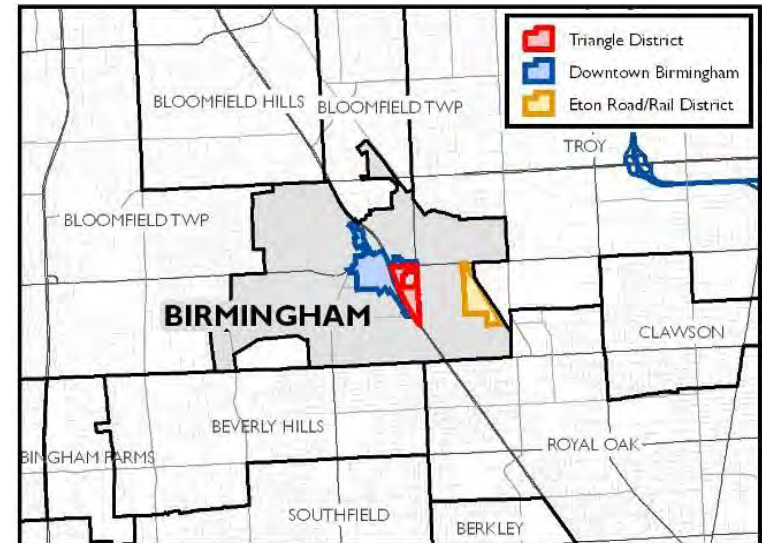 Triangle District
Downtown Birmingham
Eton Road/Rail District
BLOOMFIELD HILLS
BLOOMFIELD TWP
TROY
BLOOMFIELD TWP
BIRMINGHAM
CLAWSON
BEVERLY HILLS
ROYAL OAK
BINGHAM FARMS
SOUTHFIELD
BERKLEY